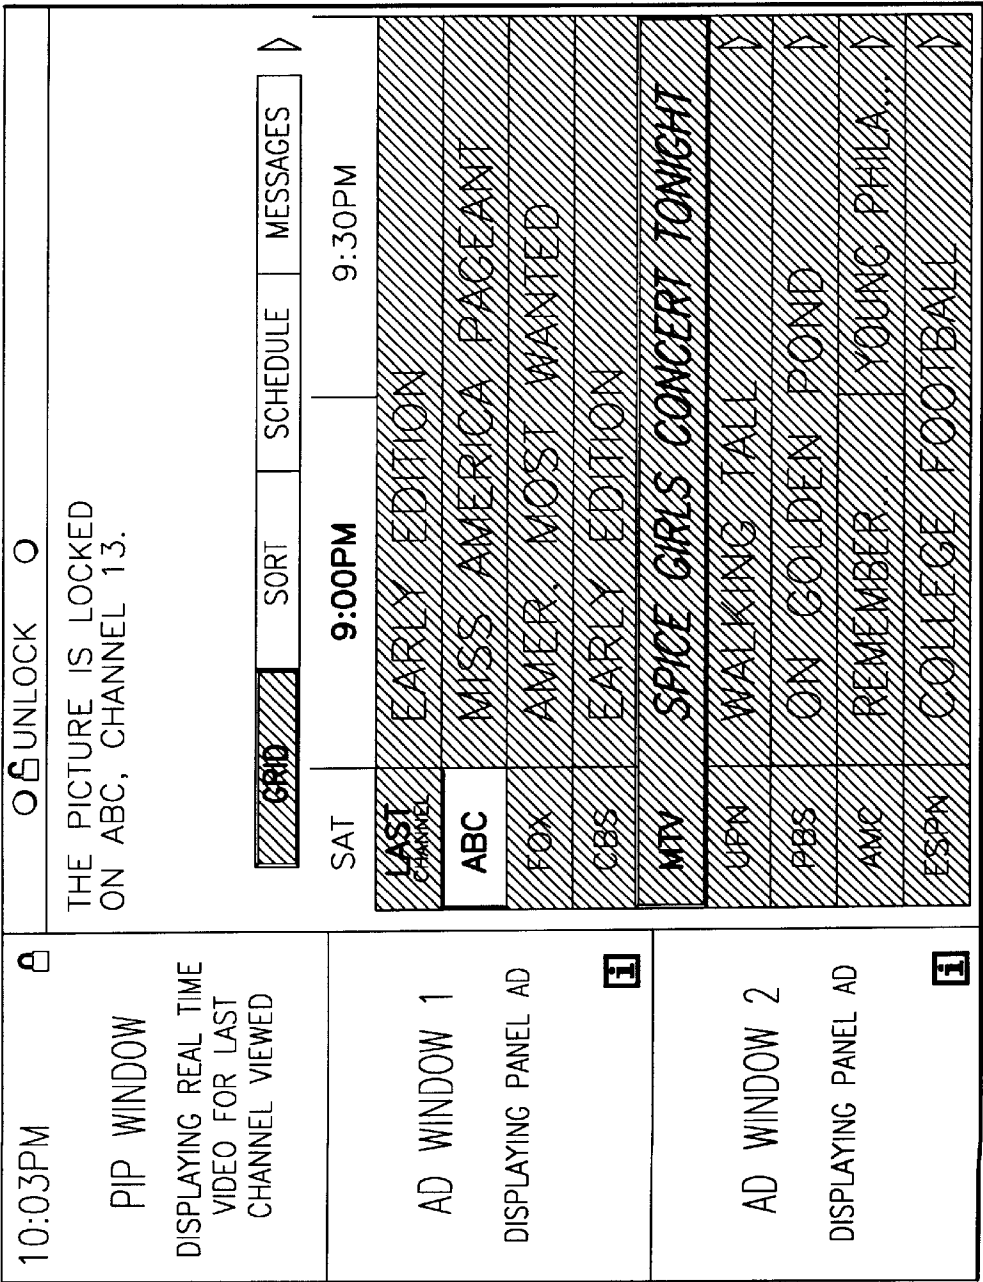 10:03PM
PIP WINDOW
DISPLAYING REAL TIME
VIDEO FOR LAST
CHANNEL VIEWED
AD WINDOW 1
DISPLAYING PANEL AD
i
AD WINDOW 2
DISPLAYING PANEL AD
i
UNLOCK
THE PICTURE IS LOCKED
ON ABC, CHANNEL 13.
GRID SORT SCHEDULE MESSAGES
SAT 9:00PM 9:30PM
LAST
CHANNEL EARLY EDITION
ABC MISS AMERICA PAGEANT
FOX AMER. MOST WANTED
CBS EARLY EDITION
MTV SPICE GIRLS CONCERT TONIGHT
UPN WALKING TALL
PBS ON GOLDEN POND
AMC REMEMBER... YOUNG PHILA...
ESPN COLLEGE FOOTBALL